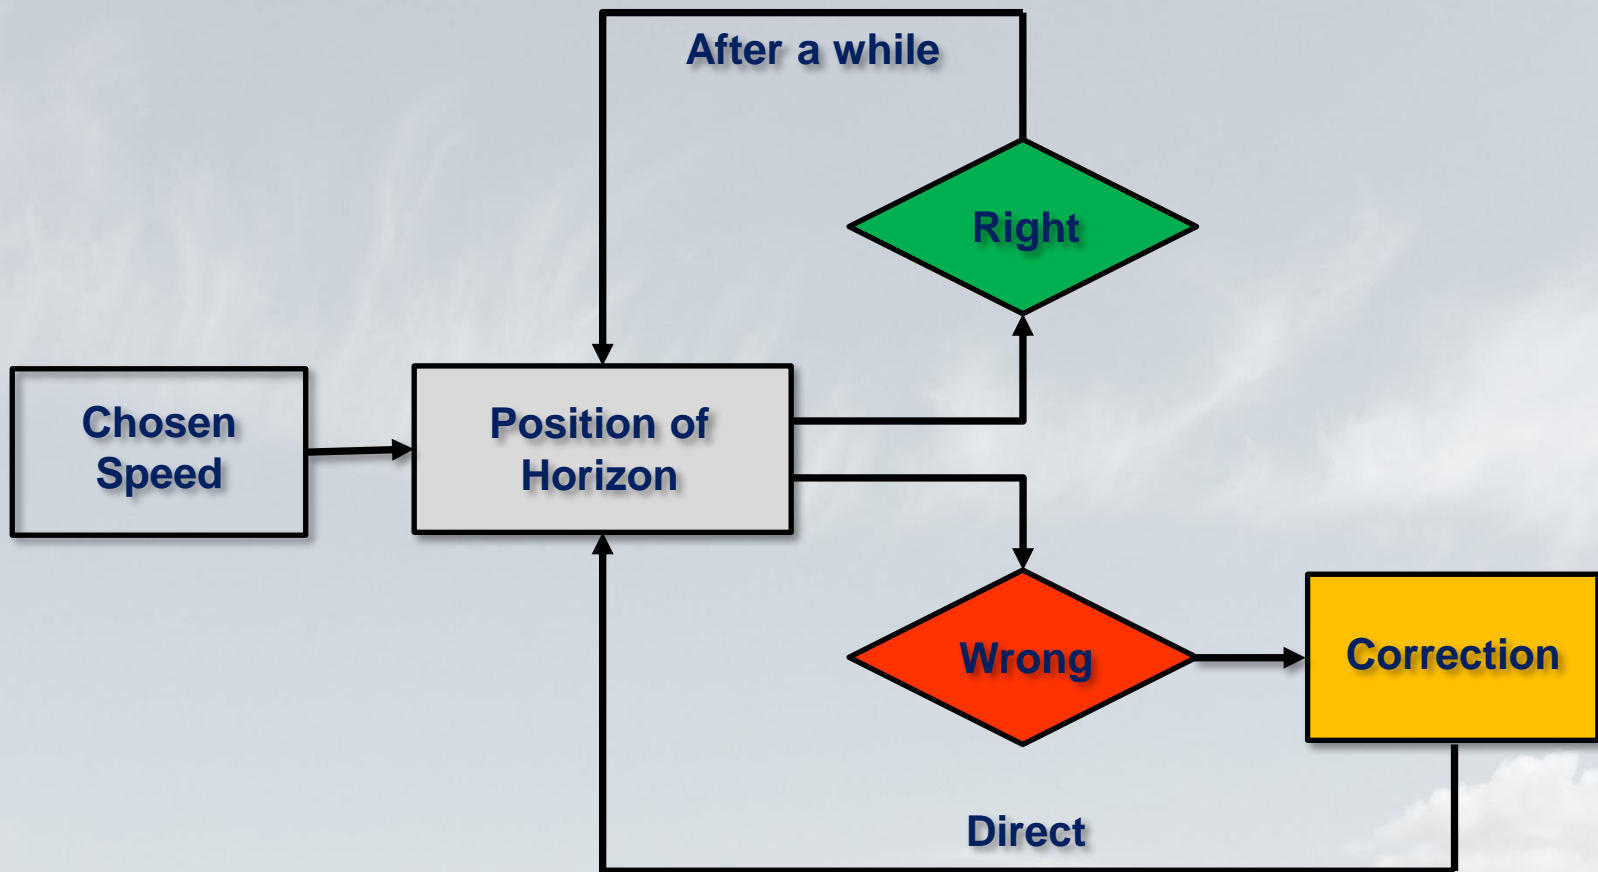 After a while
Right
Chosen
Speed
Position of
Horizon
Wrong
Correction
Direct